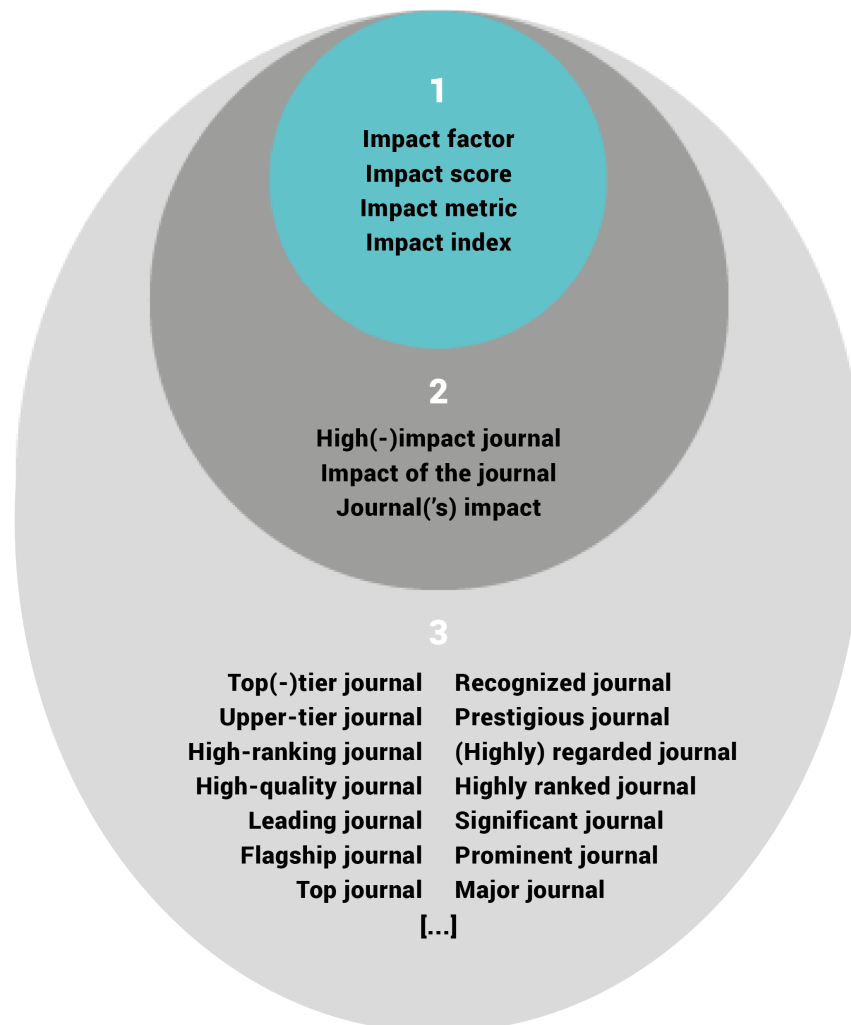 1
Impact factor
Impact score
Impact metric
Impact index
2
High(-)impact journal
Impact of the journal
Journal('s) impact
3
Top(-)tier journal Recognized journal
Upper-tier journal Prestigious journal
High-ranking journal (Highly) regarded journal
High-quality journal Highly ranked journal
Leading journal Significant journal
Flagship journal Prominent journal
Top journal Major journal
[...]